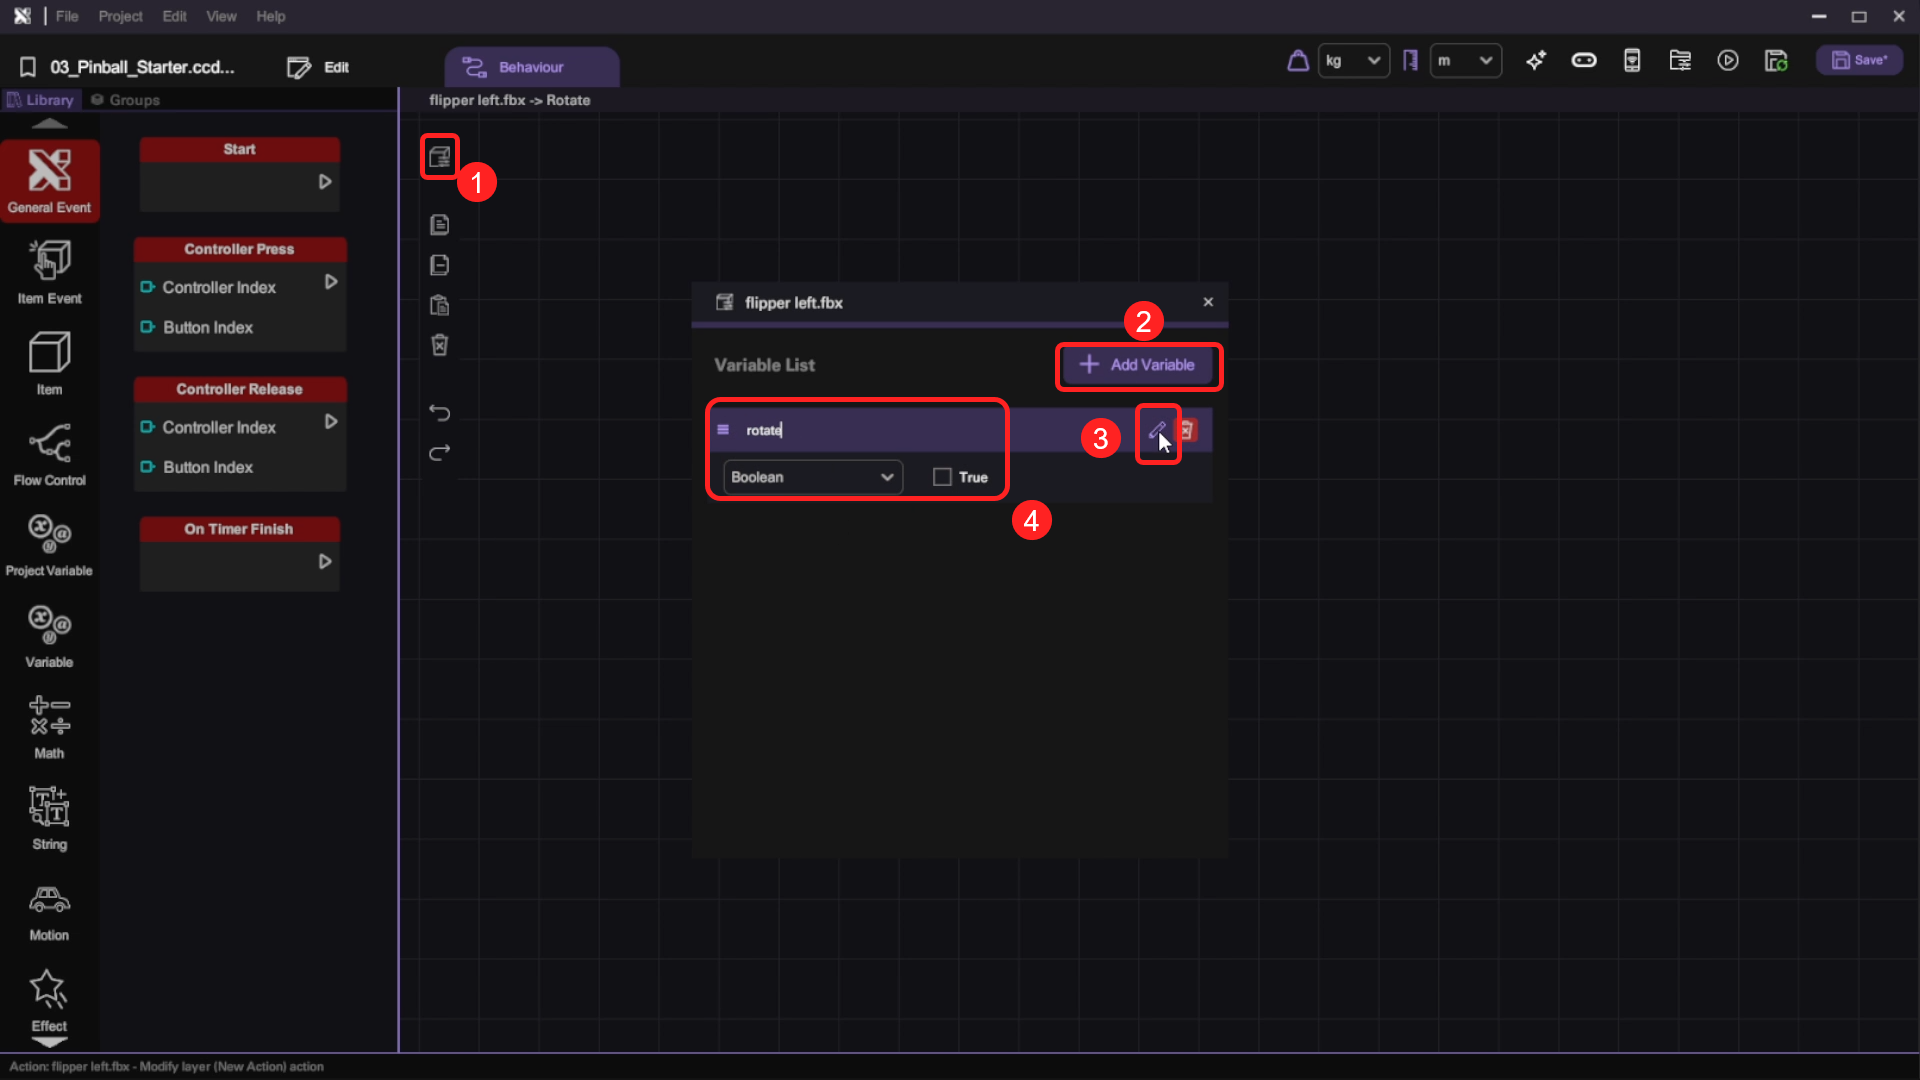 File Project Edit View Help
03_Pinball_Starter.ccd... Edit Behaviour kg m Save*
Library Groups
flipper left.fbx -> Rotate
General Event
Item Event
Item
Flow Control
Project Variable
Variable
Math
String
Motion
Effect
Start
Controller Press
Controller Index
Button Index
Controller Release
Controller Index
Button Index
On Timer Finish
1
flipper left.fbx
2
Variable List
Add Variable
rotate
3
Boolean True
4
Action: flipper left.fbx - Modify layer (New Action) action